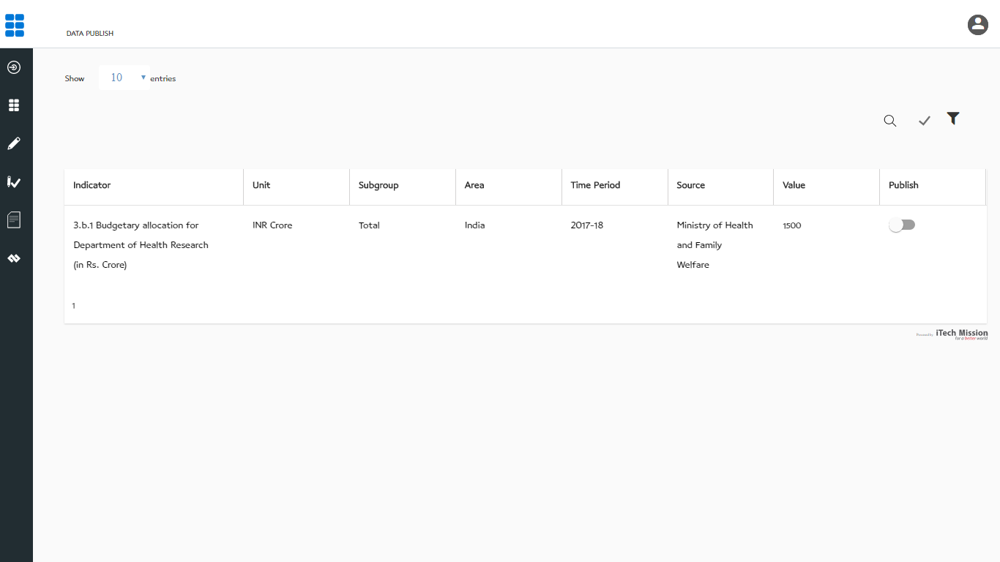 DATA PUBLISH
Show 10 entries
Indicator Unit Subgroup Area Time Period Source Value Publish
3.b.1 Budgetary allocation for INR Crore Total India 2017-18 Ministry of Health 1500
Department of Health Research and Family
(in Rs. Crore) Welfare
1
Powered by iTech Mission
for a better world